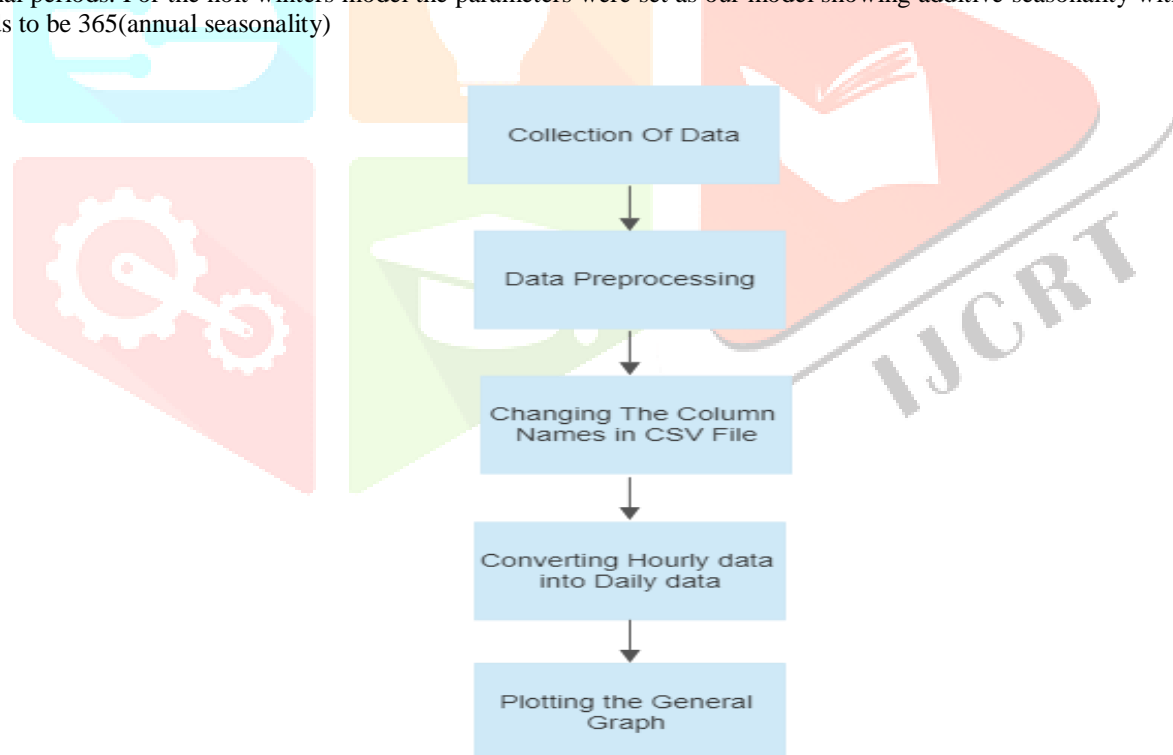 periods. For the holt-winters model the parameters were set as our model showing additive seasonality
to be 365(annual seasonality)
Collection Of Data
Data Preprocessing
Changing The Column
Names in CSV File
Converting Hourly data
into Daily data
Plotting the General
Graph
IJCRT